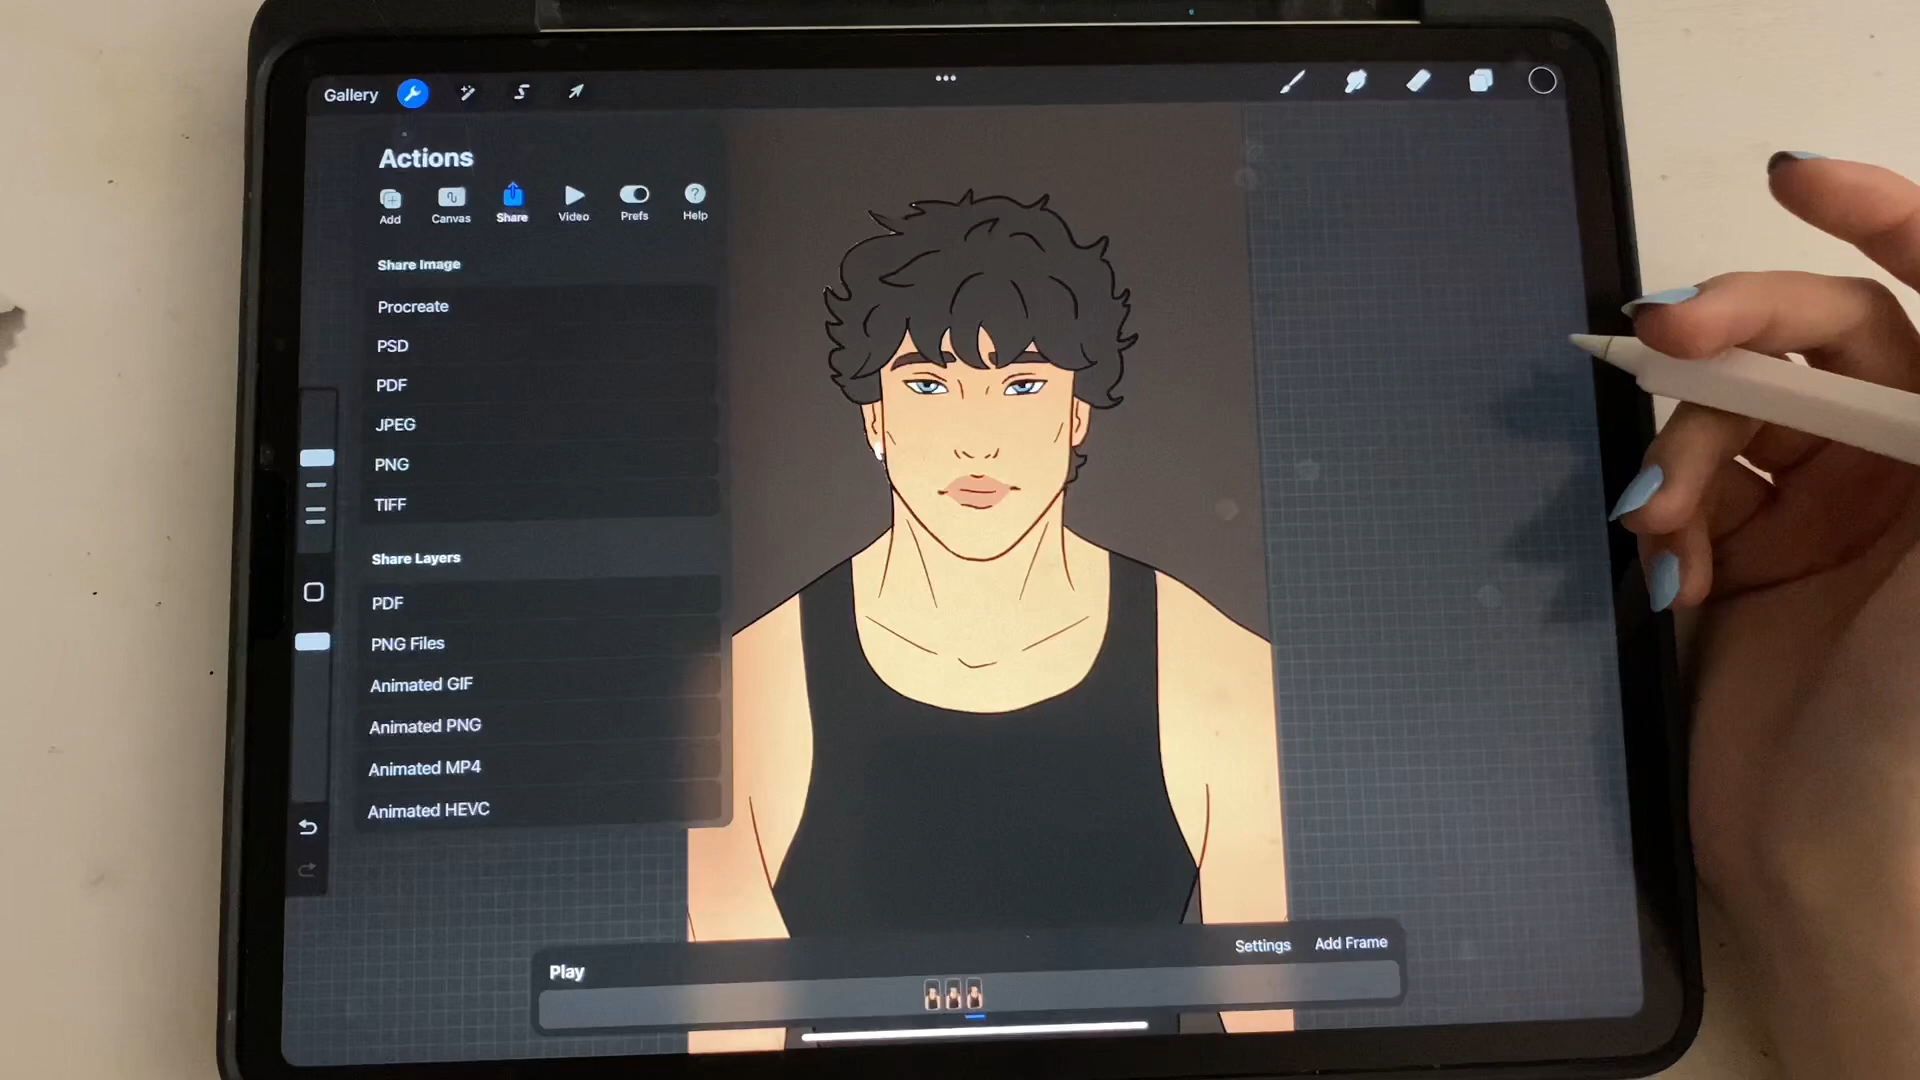 Gallery
Actions
Add Canvas Share Video Prefs Help
Share Image
Procreate
PSD
PDF
JPEG
PNG
TIFF
Share Layers
PDF
PNG Files
Animated GIF
Animated PNG
Animated MP4
Animated HEVC
Settings Add Frame
Play